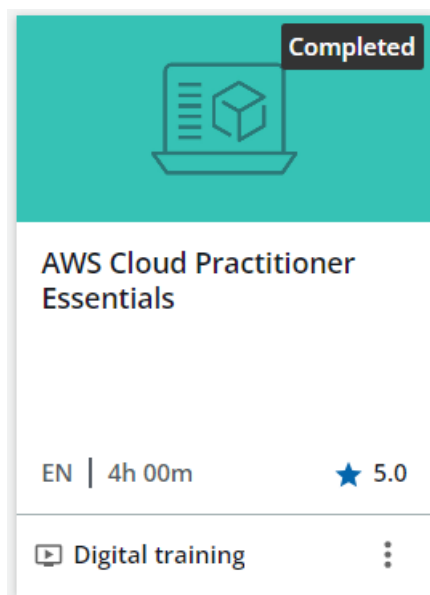 Completed
AWS Cloud Practitioner
Essentials
EN | 4h 00m ★ 5.0
Digital training